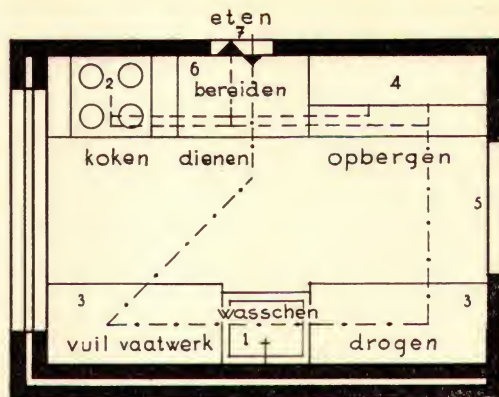 eten
7
6
2
bereiden
4
koken
dienen
opbergen
5
3
wasschen
3
1
vuil vaatwerk
drogen